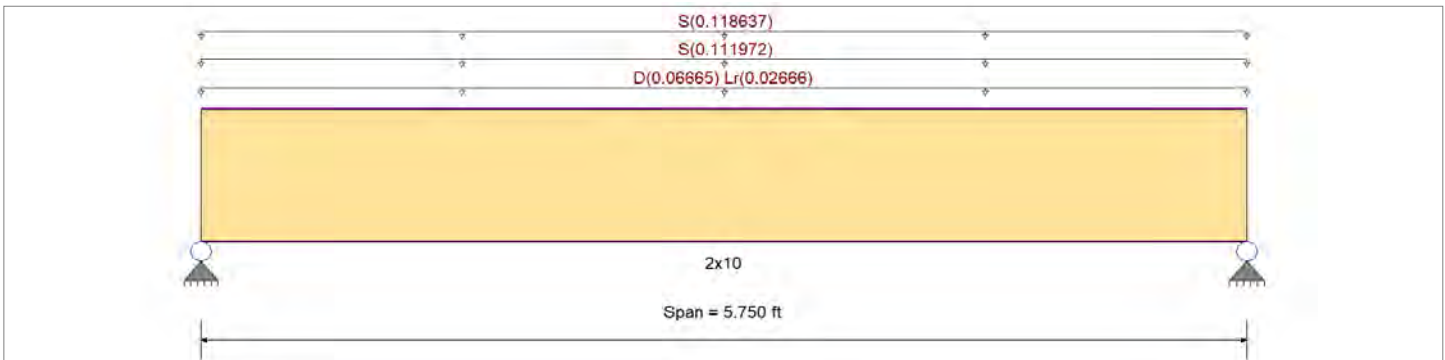 S(0.118637)
S(0.111972)
D(0.06665) Lr(0.02666)
2x10
Span = 5.750 ft